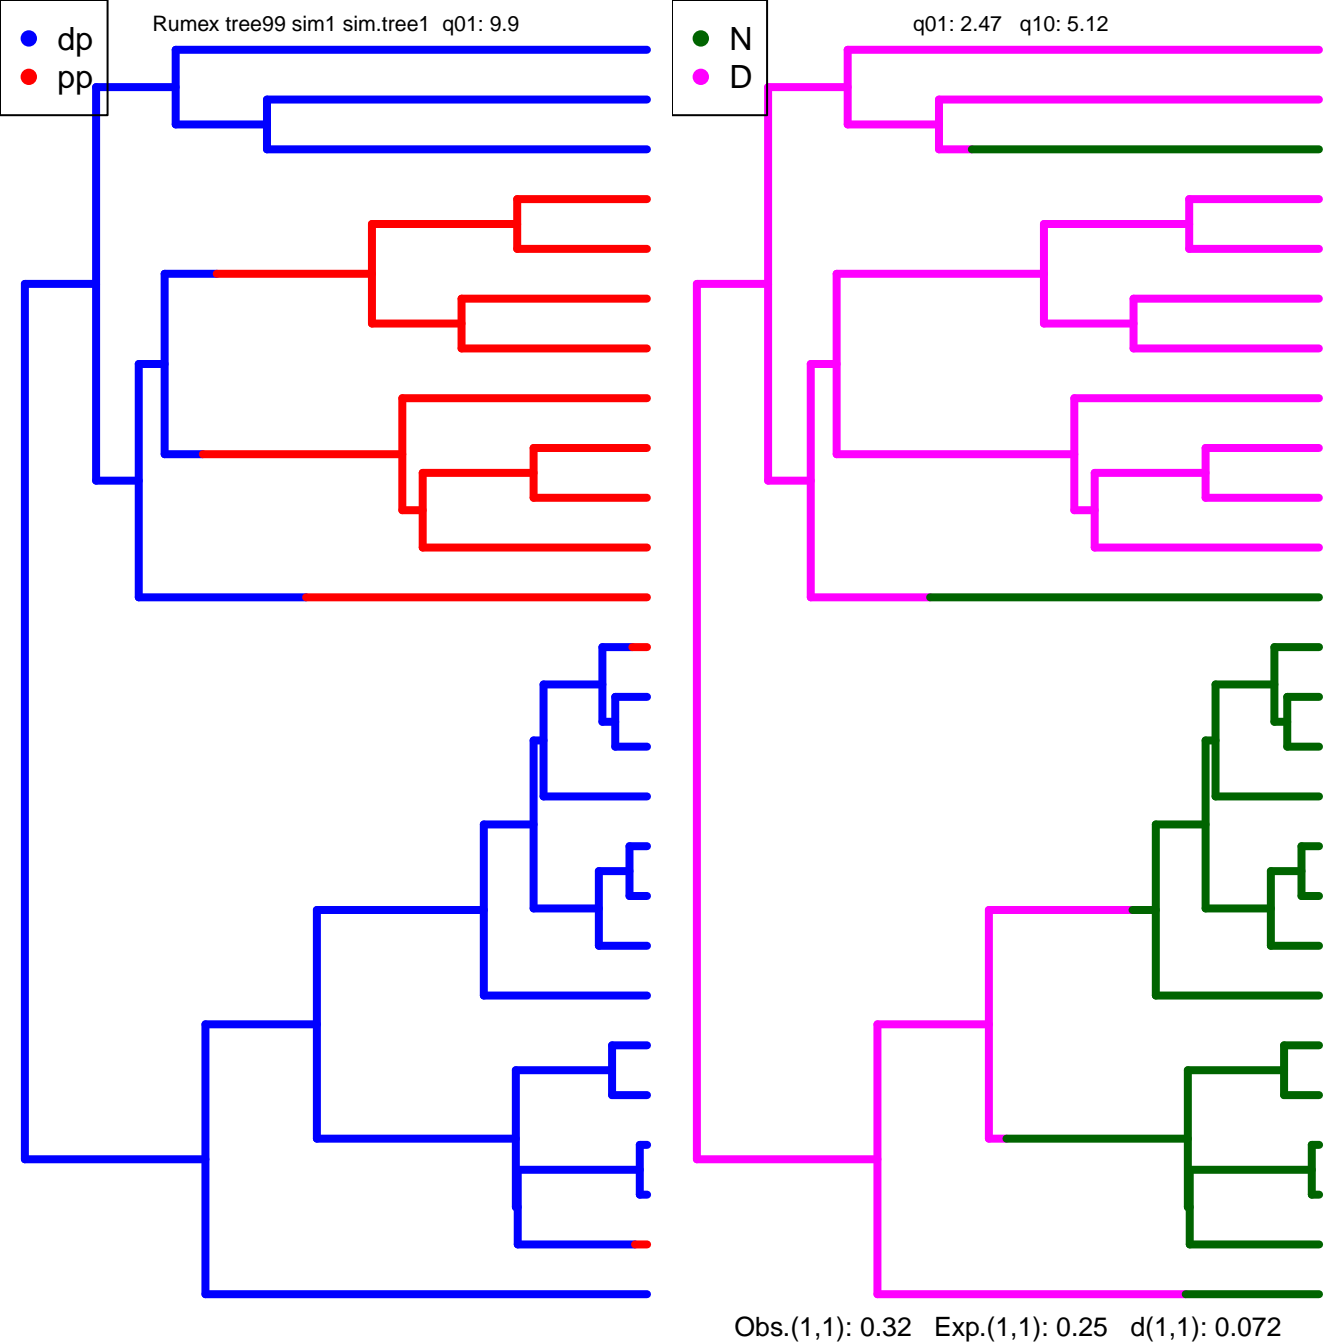 Rumex tree99 sim1 sim.tree1 q01: 9.9
dp
pp
q01: 2.47 q10: 5.12
N
D
Obs.(1,1): 0.32 Exp.(1,1): 0.25 d(1,1): 0.072